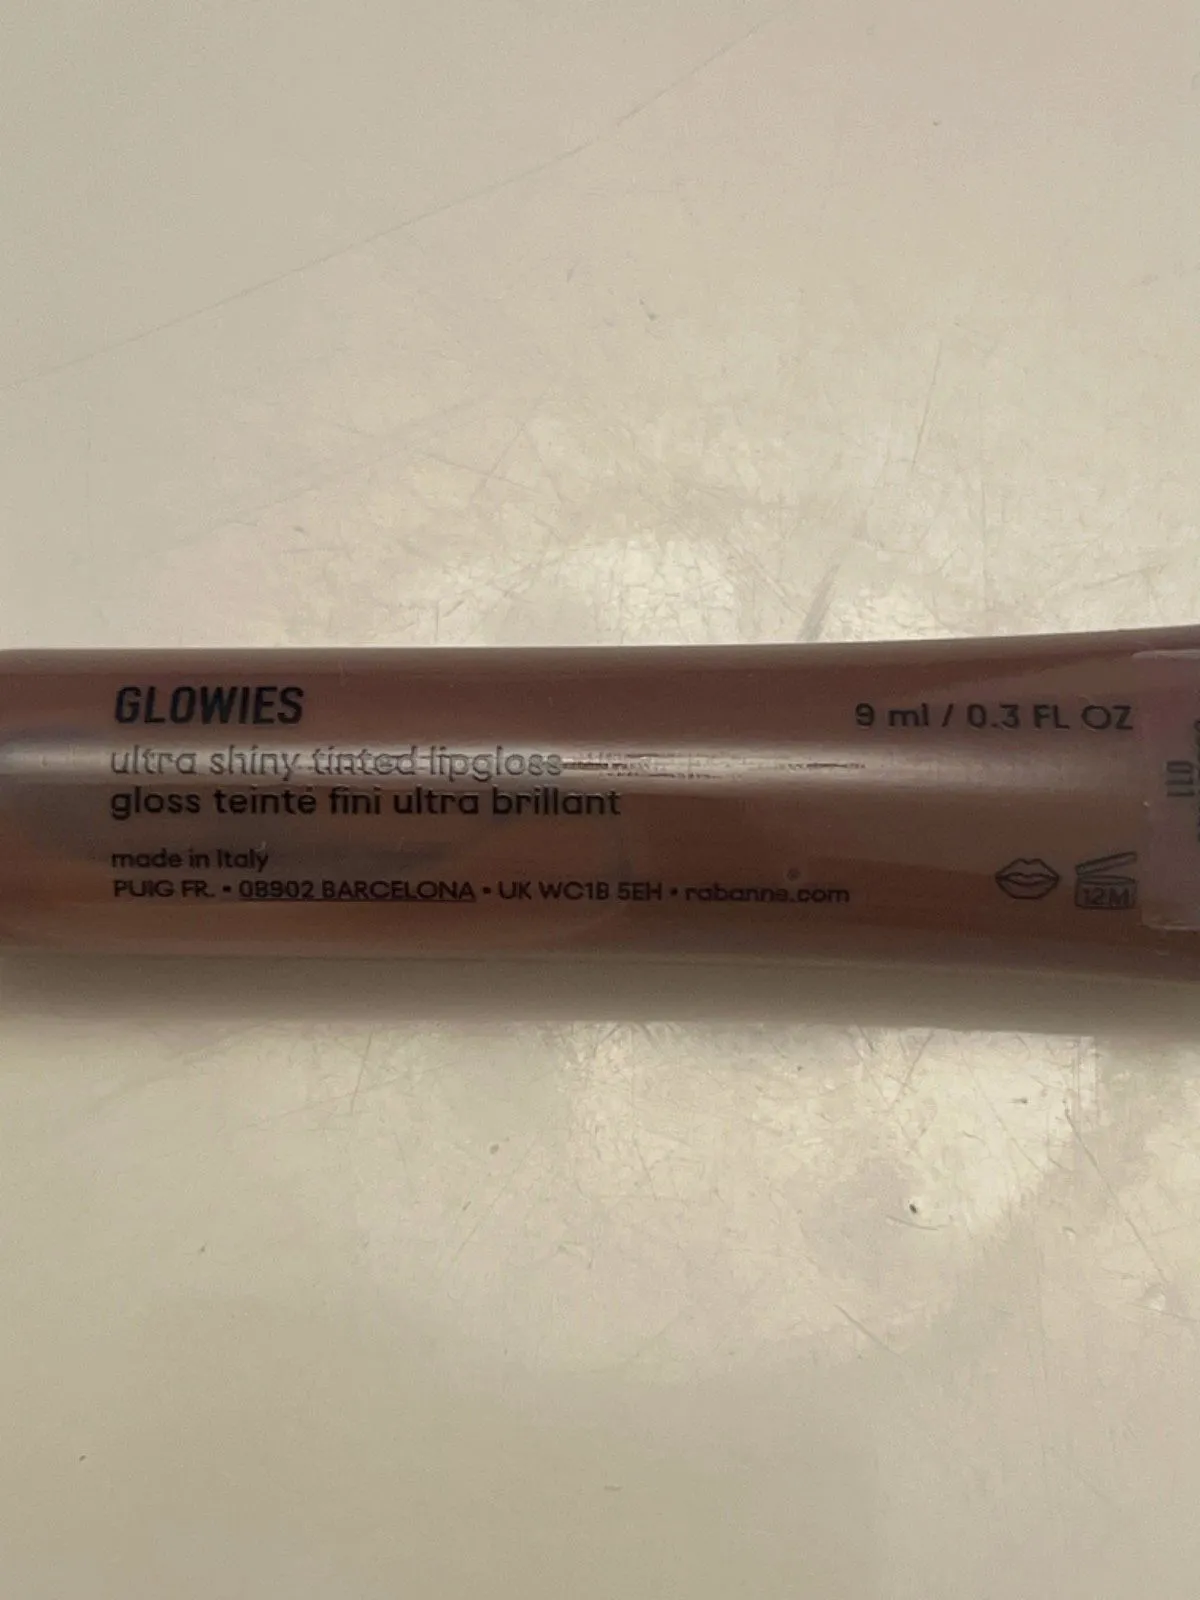 GLOWIES
9 ml / 0.3 FL OZ
ultra shiny tinted lipgloss
gloss teinté fini ultra brillant
made in Italy
PUIG FR. • 08902 BARCELONA • UK WC1B 5EH • rabanne.com
12M
011